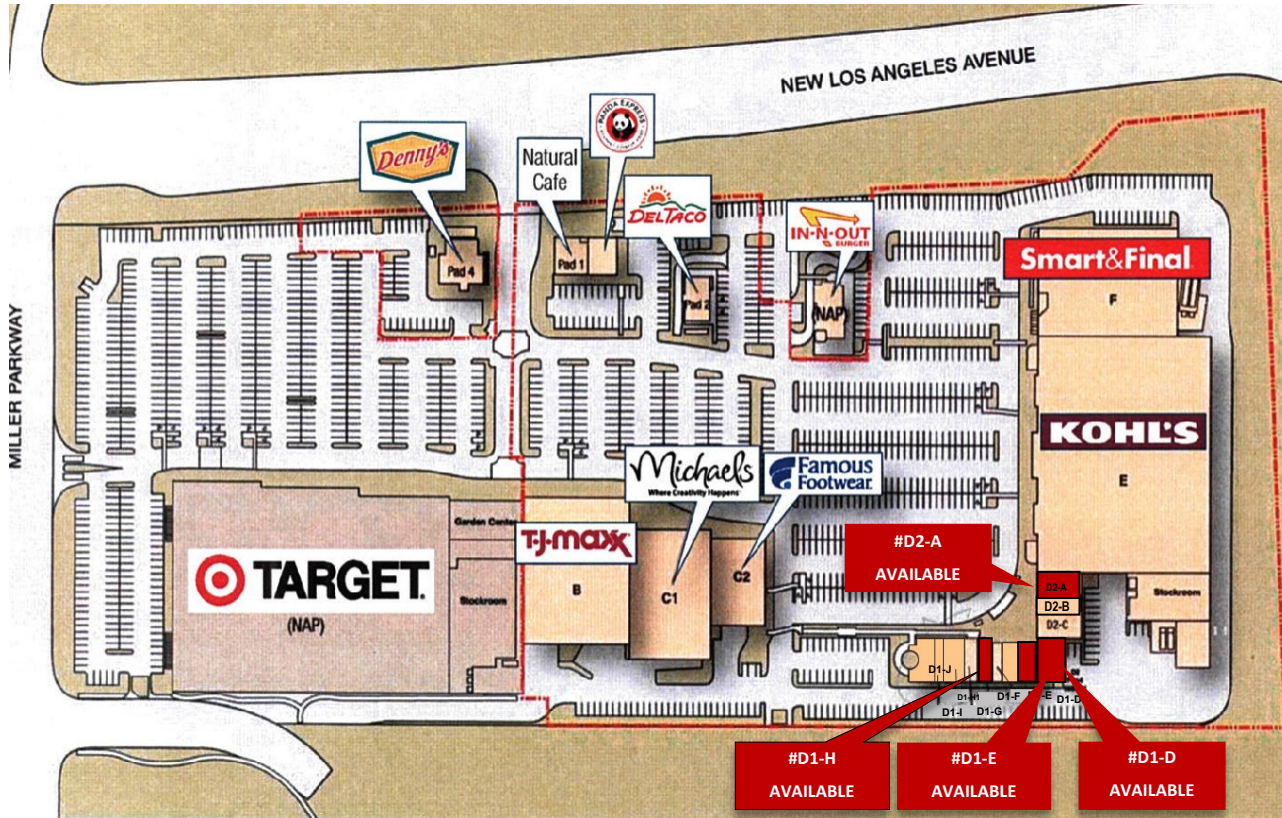 NEW LOS ANGELES AVENUE
PANDA EXPRESS
Denny's
Natural
Cafe
DEL TACO
IN-N-OUT
BURGER
Smart&Final
Pad 4
Pad 1
Pad 2
(NAP)
F
MILLER PARKWAY
KOHL'S
E
Michaels
Where Creativity Happens
Famous
Footwear
Garden Center
T·J·maxx
TARGET
(NAP)
Stockroom
B
C1
C2
#D2-A
AVAILABLE
D2-A
D2-B
D2-C
Stockroom
D1-J
D1-H
D1-F
D1-D
D1-I
D1-G
#D1-H
AVAILABLE
#D1-E
AVAILABLE
#D1-D
AVAILABLE